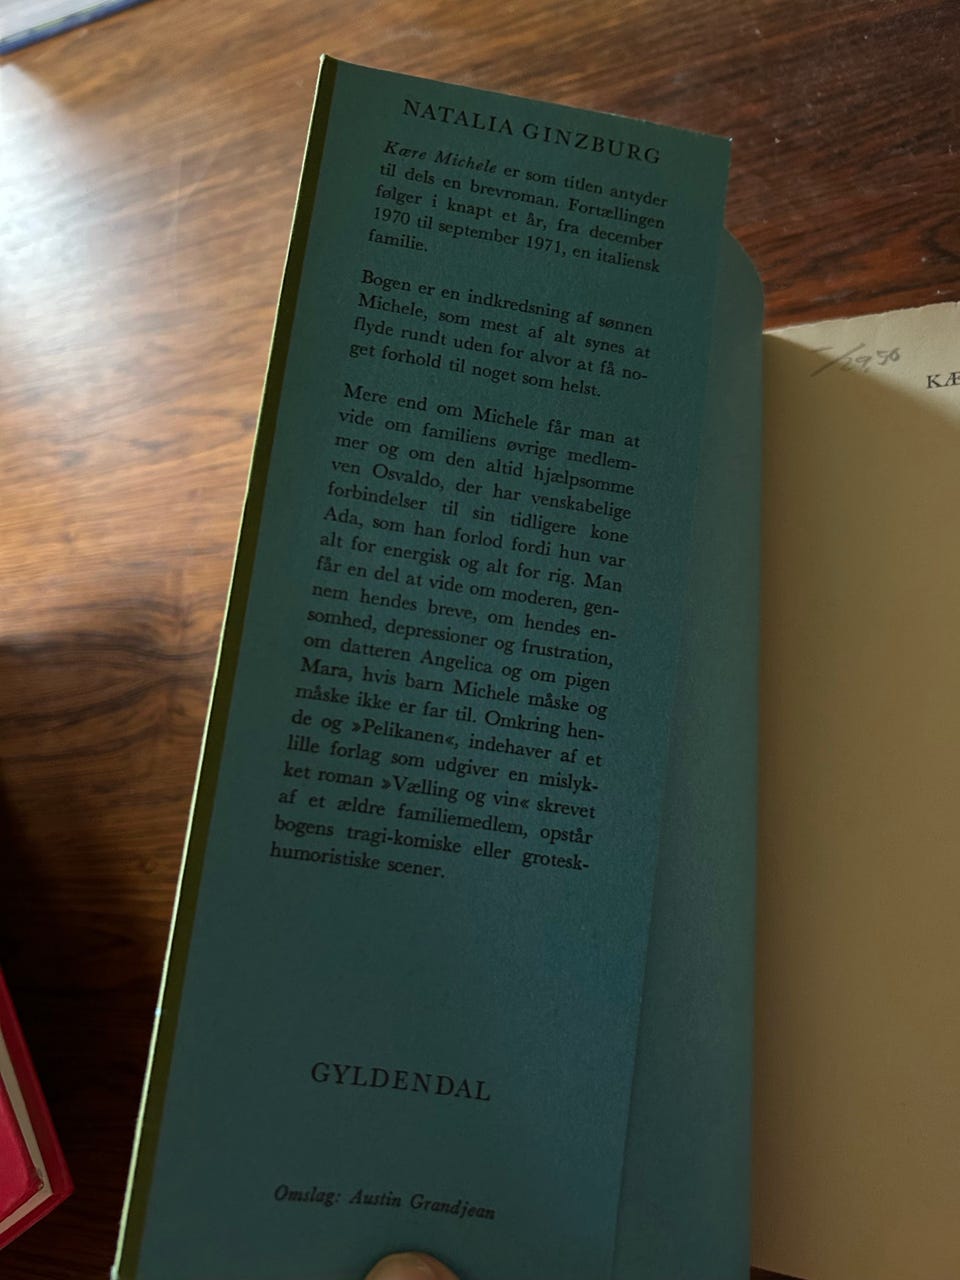 NATALIA GINZBURG
Kære Michele er som titlen antyder
til dels en brevroman. Fortællingen
følger i knapt et år, fra december
1970 til september 1971, en italiensk
familie.
Bogen er en indkredsning af sønnen
Michele, som mest af alt synes at
flyde rundt uden for alvor at få no-
get forhold til noget som helst.
Mere end om Michele får man at
vide om familiens øvrige medlem-
mer og om den altid hjælpsomme
ven Osvaldo, der har venskabelige
forbindelser til sin tidligere kone
Ada, som han forlod fordi hun var
alt for energisk og alt for rig. Man
får en del at vide om moderen, gen-
nem hendes breve, om hendes en-
somhed, depressioner og frustration,
om datteren Angelica og om pigen
Mara, hvis barn Michele måske og
måske ikke er far til. Omkring hen-
de og »Pelikanen«, indehaver af et
lille forlag som udgiver en mislyk-
ket roman »Vælling og vin« skrevet
af et ældre familiemedlem, opstår
bogens tragi-komiske eller grotesk-
humoristiske scener.
GYLDENDAL
Omslag: Austin Grandjean
/29,50
KÆ